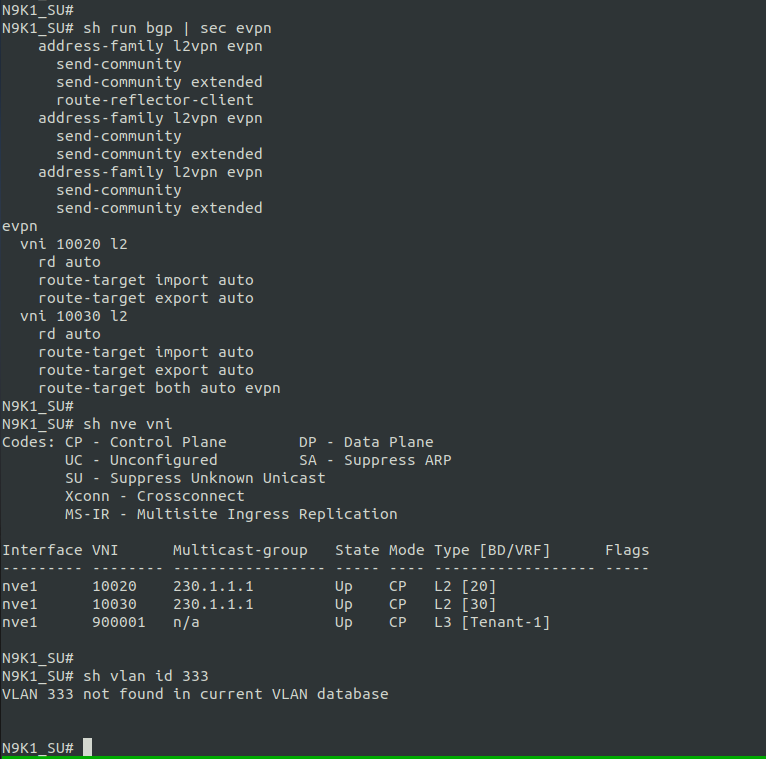 N9K1_SU#
N9K1_SU# sh run bgp | sec evpn
    address-family l2vpn evpn
      send-community
      send-community extended
      route-reflector-client
    address-family l2vpn evpn
      send-community
      send-community extended
    address-family l2vpn evpn
      send-community
      send-community extended
evpn
  vni 10020 l2
    rd auto
    route-target import auto
    route-target export auto
  vni 10030 l2
    rd auto
    route-target import auto
    route-target export auto
    route-target both auto evpn
N9K1_SU#
N9K1_SU# sh nve vni
Codes: CP - Control Plane        DP - Data Plane
       UC - Unconfigured         SA - Suppress ARP
       SU - Suppress Unknown Unicast
       Xconn - Crossconnect
       MS-IR - Multisite Ingress Replication

Interface VNI      Multicast-group   State Mode Type [BD/VRF]      Flags
--------- -------- ----------------- ----- ---- ------------------ -----
nve1      10020    230.1.1.1         Up    CP   L2 [20]
nve1      10030    230.1.1.1         Up    CP   L2 [30]
nve1      900001   n/a               Up    CP   L3 [Tenant-1]

N9K1_SU#
N9K1_SU# sh vlan id 333
VLAN 333 not found in current VLAN database


N9K1_SU#